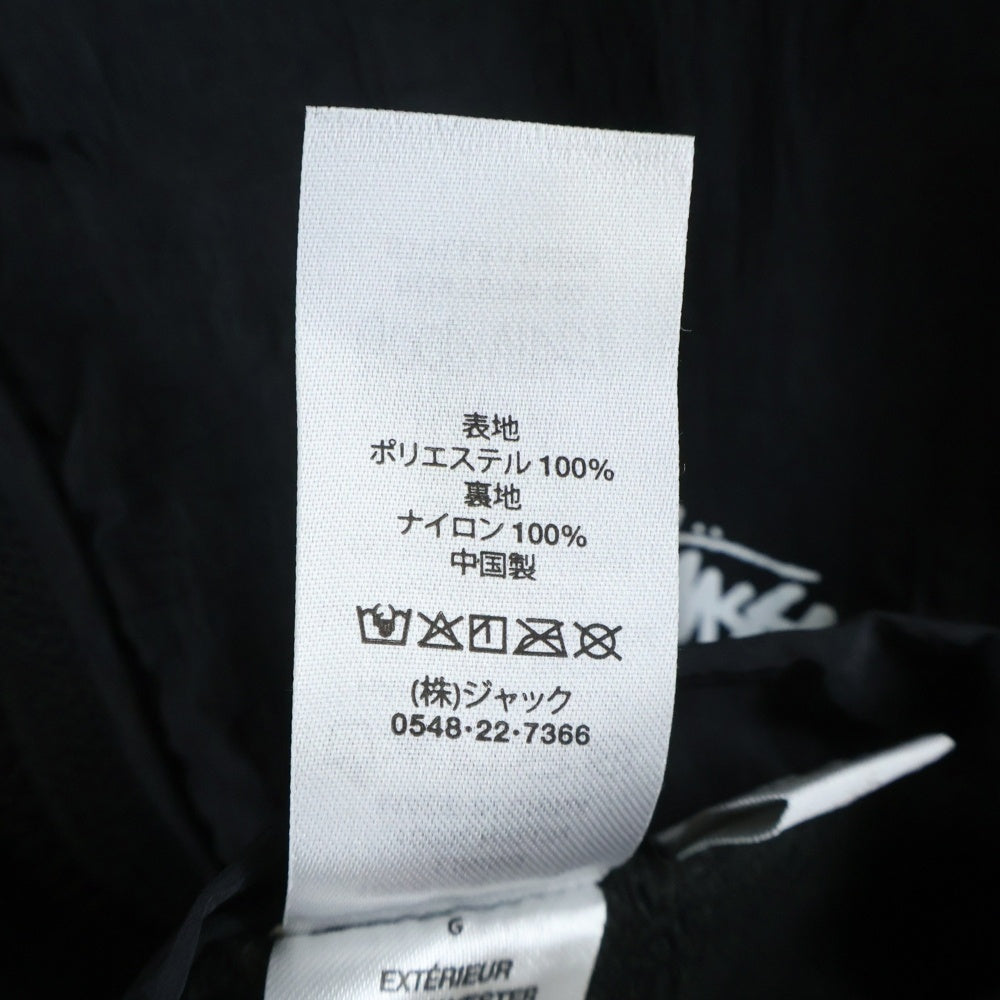 表地
ポリエステル 100%
裏地
ナイロン 100%
中国製
(株)ジャック
0548·22·7366
G
EXTÉRIEUR